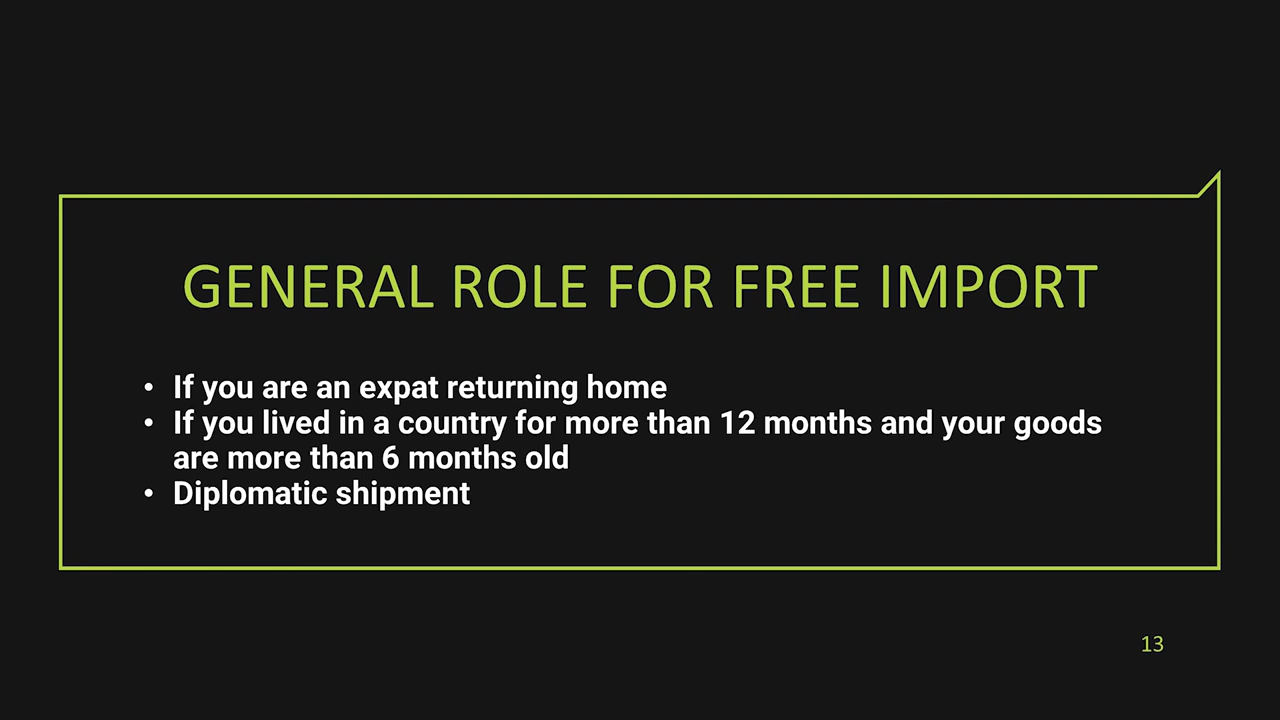 GENERAL ROLE FOR FREE IMPORT
• If you are an expat returning home
• If you lived in a country for more than 12 months and your goods
are more than 6 months old
• Diplomatic shipment
13